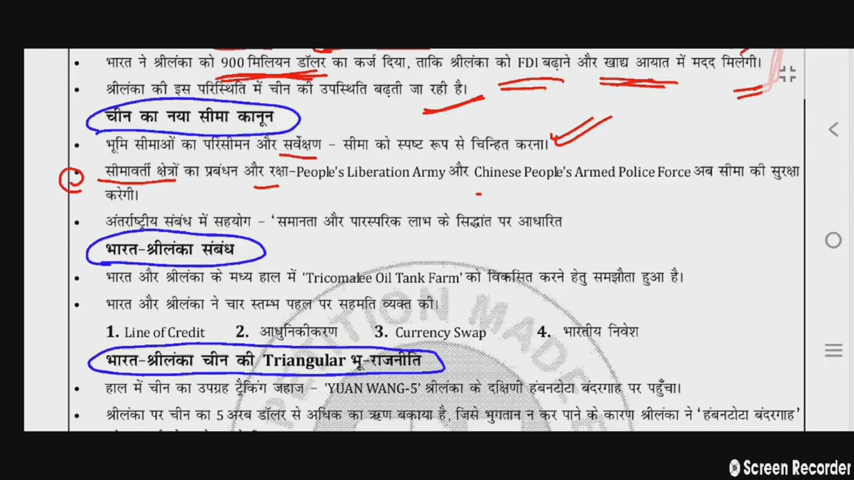 • भारत ने श्रीलंका को 900 मिलियन डॉलर का कर्ज दिया, ताकि श्रीलंका को FDI बढ़ाने और खाद्य आयात में मदद मिलेगी।
• श्रीलंका की इस परिस्थिति में चीन की उपस्थिति बढ़ती जा रही है।
चीन का नया सीमा कानून
• भूमि सीमाओं का परिसीमन और सर्वेक्षण – सीमा को स्पष्ट रूप से चिन्हित करना।
• सीमावर्ती क्षेत्रों का प्रबंधन और रक्षा–People's Liberation Army और Chinese People's Armed Police Force अब सीमा की सुरक्षा
करेगी।
• अंतर्राष्ट्रीय संबंध में सहयोग – 'समानता और पारस्परिक लाभ के सिद्धांत पर आधारित
भारत-श्रीलंका संबंध
• भारत और श्रीलंका के मध्य हाल में 'Tricomalee Oil Tank Farm' को विकसित करने हेतु समझौता हुआ है।
• भारत और श्रीलंका ने चार स्तम्भ पहल पर सहमति व्यक्त की।
1. Line of Credit 2. आधुनिकीकरण 3. Currency Swap 4. भारतीय निवेश
भारत-श्रीलंका चीन की Triangular भू-राजनीति
• हाल में चीन का उपग्रह ट्रैकिंग जहाज – 'YUAN WANG-5' श्रीलंका के दक्षिणी हंबनटोटा बंदरगाह पर पहुँचा।
• श्रीलंका पर चीन का 5 अरब डॉलर से अधिक का ऋण बकाया है, जिसे भुगतान न कर पाने के कारण श्रीलंका ने 'हंबनटोटा बंदरगाह'
PETITION MADE
Screen Recorder